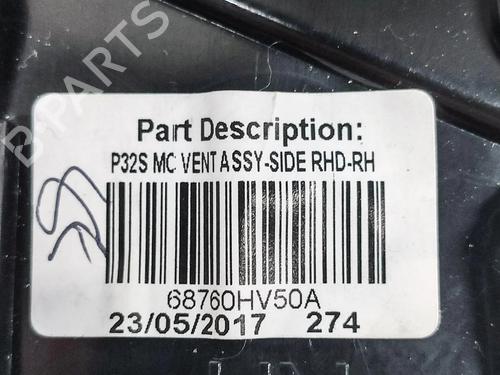 B-PARTS
Part Description:
P32S MC VENT ASSY-SIDE RHD-RH
68760HV50A
23/05/2017 274